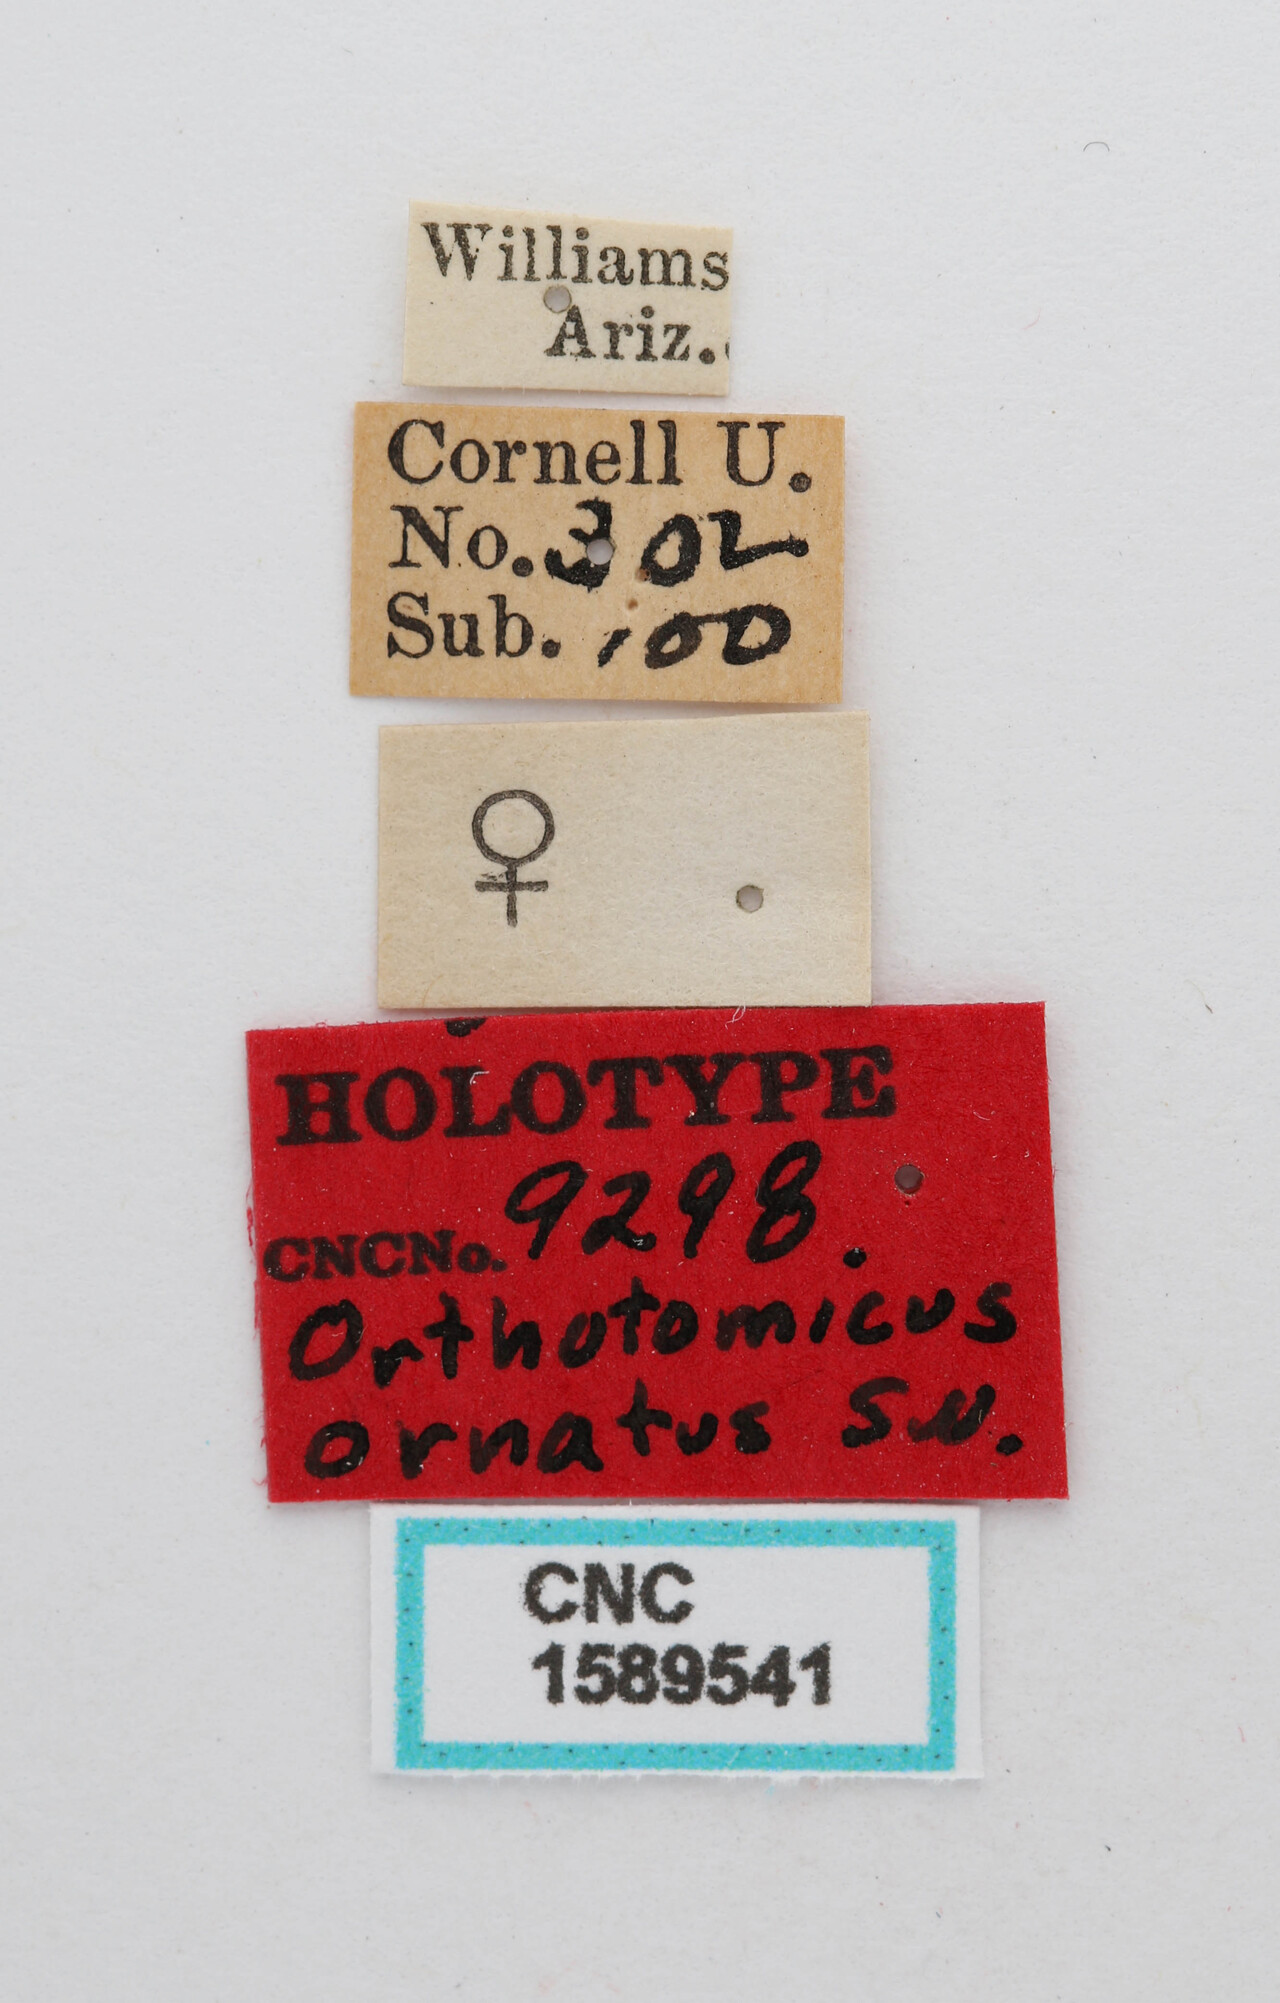 Williams
Ariz.
Cornell U.
No. 302
Sub. 100
♀
HOLOTYPE
CNCNo. 9298.
Orthotomicus
ornatus Sw.
CNC
1589541